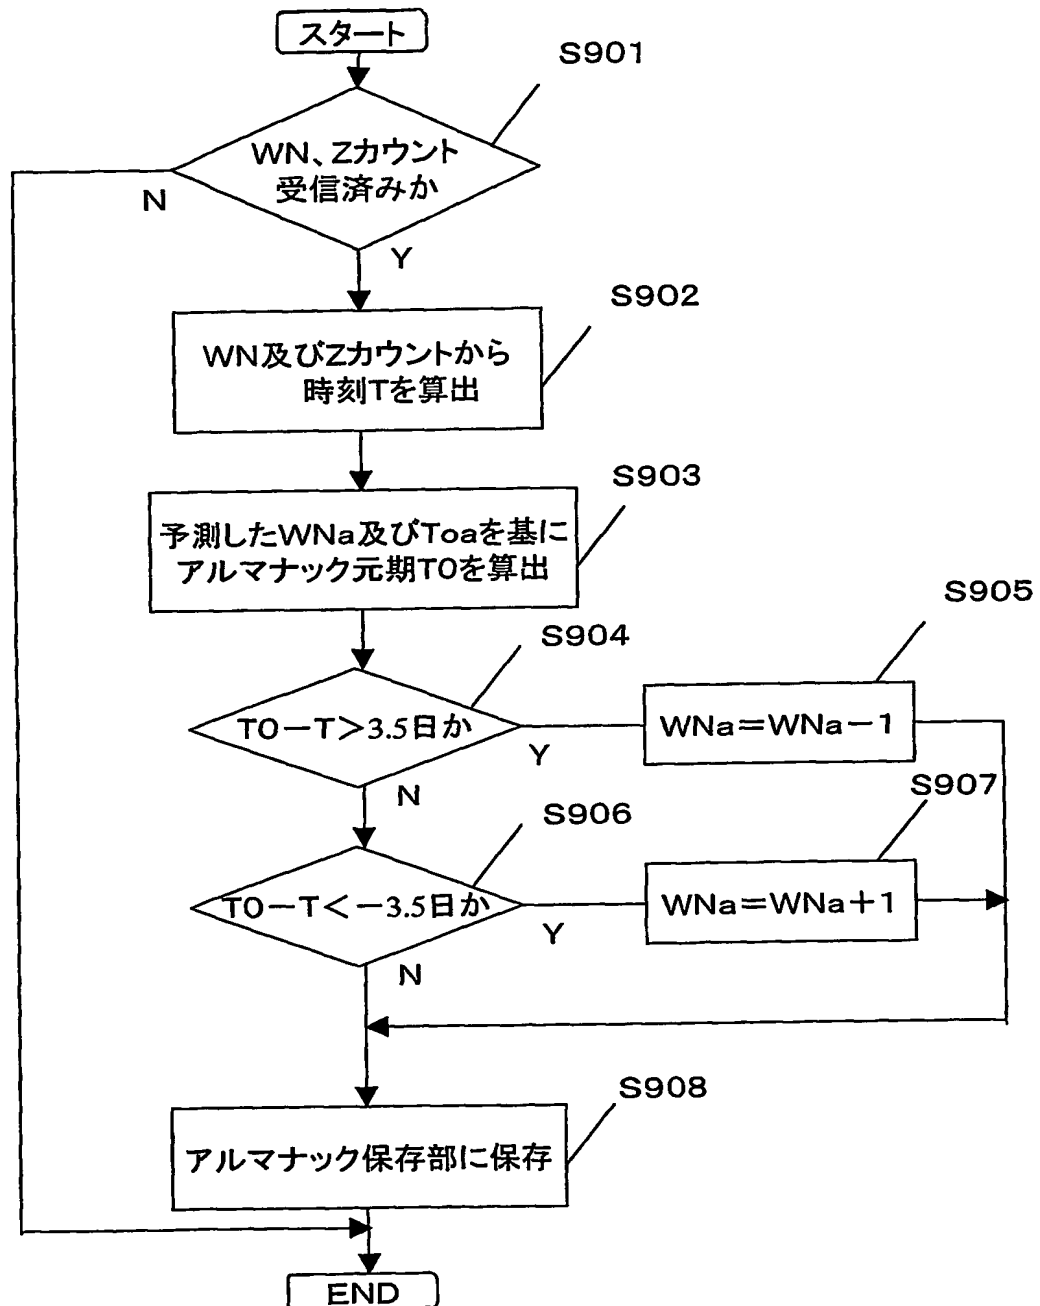 スタート
S901
WN、Zカウント
受信済みか
N
Y
S902
WN及びZカウントから
時刻Tを算出
S903
予測したWNa及びToaを基に
アルマナック元期TOを算出
S904
TO−T＞3.5日か
Y
N
S905
WNa＝WNa−1
S906
TO−T＜−3.5日か
Y
N
S907
WNa＝WNa＋1
S908
アルマナック保存部に保存
END